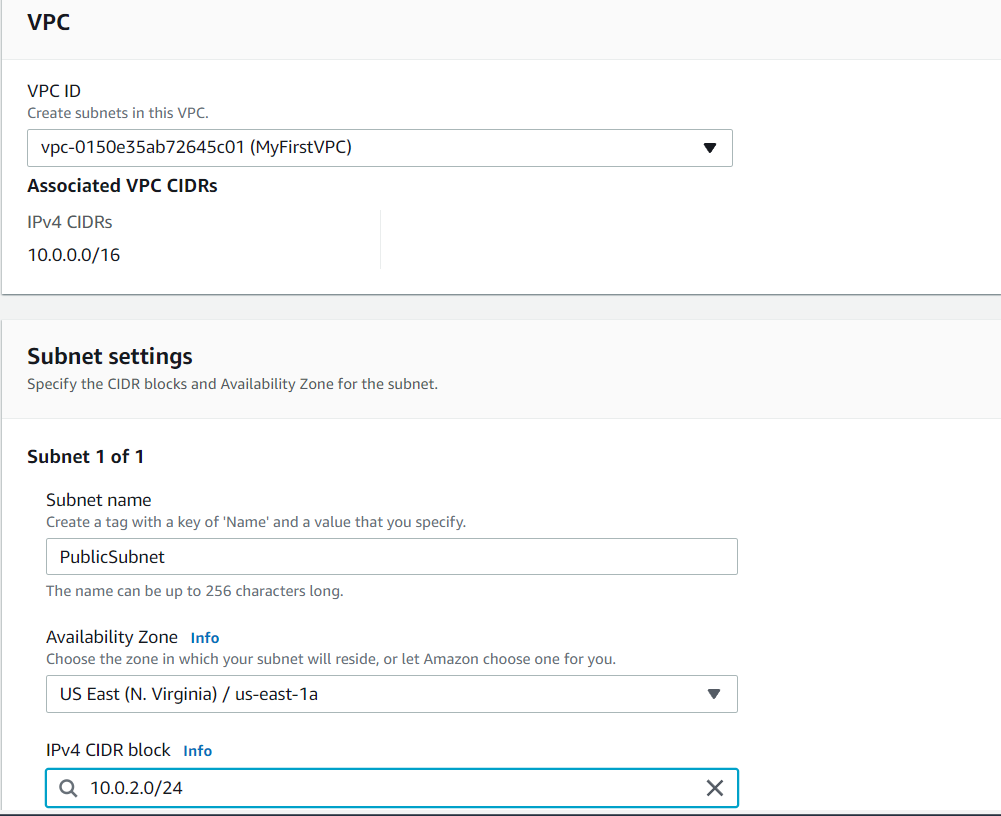 VPC
VPC ID
Create subnets in this VPC.
vpc-0150e35ab72645c01 (MyFirstVPC)
Associated VPC CIDRs
IPv4 CIDRs
10.0.0.0/16
Subnet settings
Specify the CIDR blocks and Availability Zone for the subnet.
Subnet 1 of 1
Subnet name
Create a tag with a key of 'Name' and a value that you specify.
PublicSubnet
The name can be up to 256 characters long.
Availability Zone Info
Choose the zone in which your subnet will reside, or let Amazon choose one for you.
US East (N. Virginia) / us-east-1a
IPv4 CIDR block Info
10.0.2.0/24